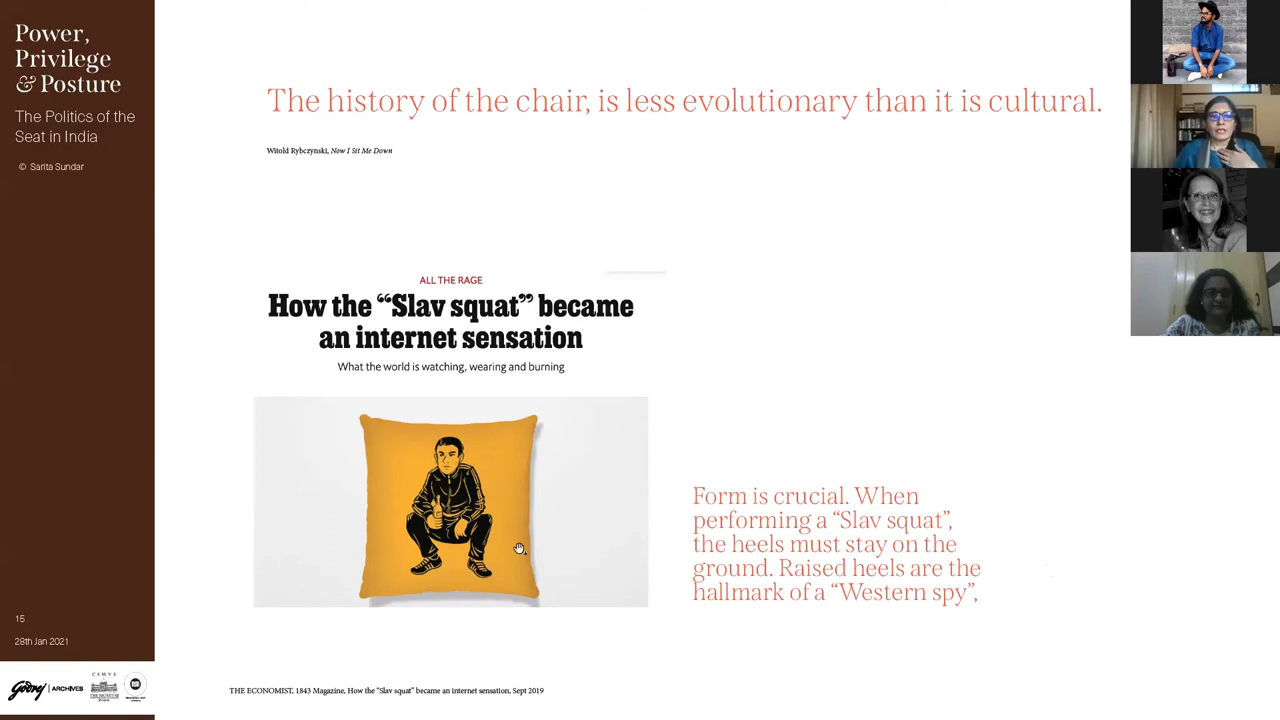 Power,
Privilege
& Posture
The Politics of the
Seat in India
© Sarita Sundar
The history of the chair, is less evolutionary than it is cultural.
Witold Rybczynski, Now I Sit Me Down
ALL THE RAGE
How the “Slav squat” became
an internet sensation
What the world is watching, wearing and burning
Form is crucial. When
performing a “Slav squat”,
the heels must stay on the
ground. Raised heels are the
hallmark of a “Western spy”,
15
28th Jan 2021
Godrej | ARCHIVES
THE MUSEUM
THE ECONOMIST, 1843 Magazine, How the “Slav squat” became an internet sensation, Sept 2019